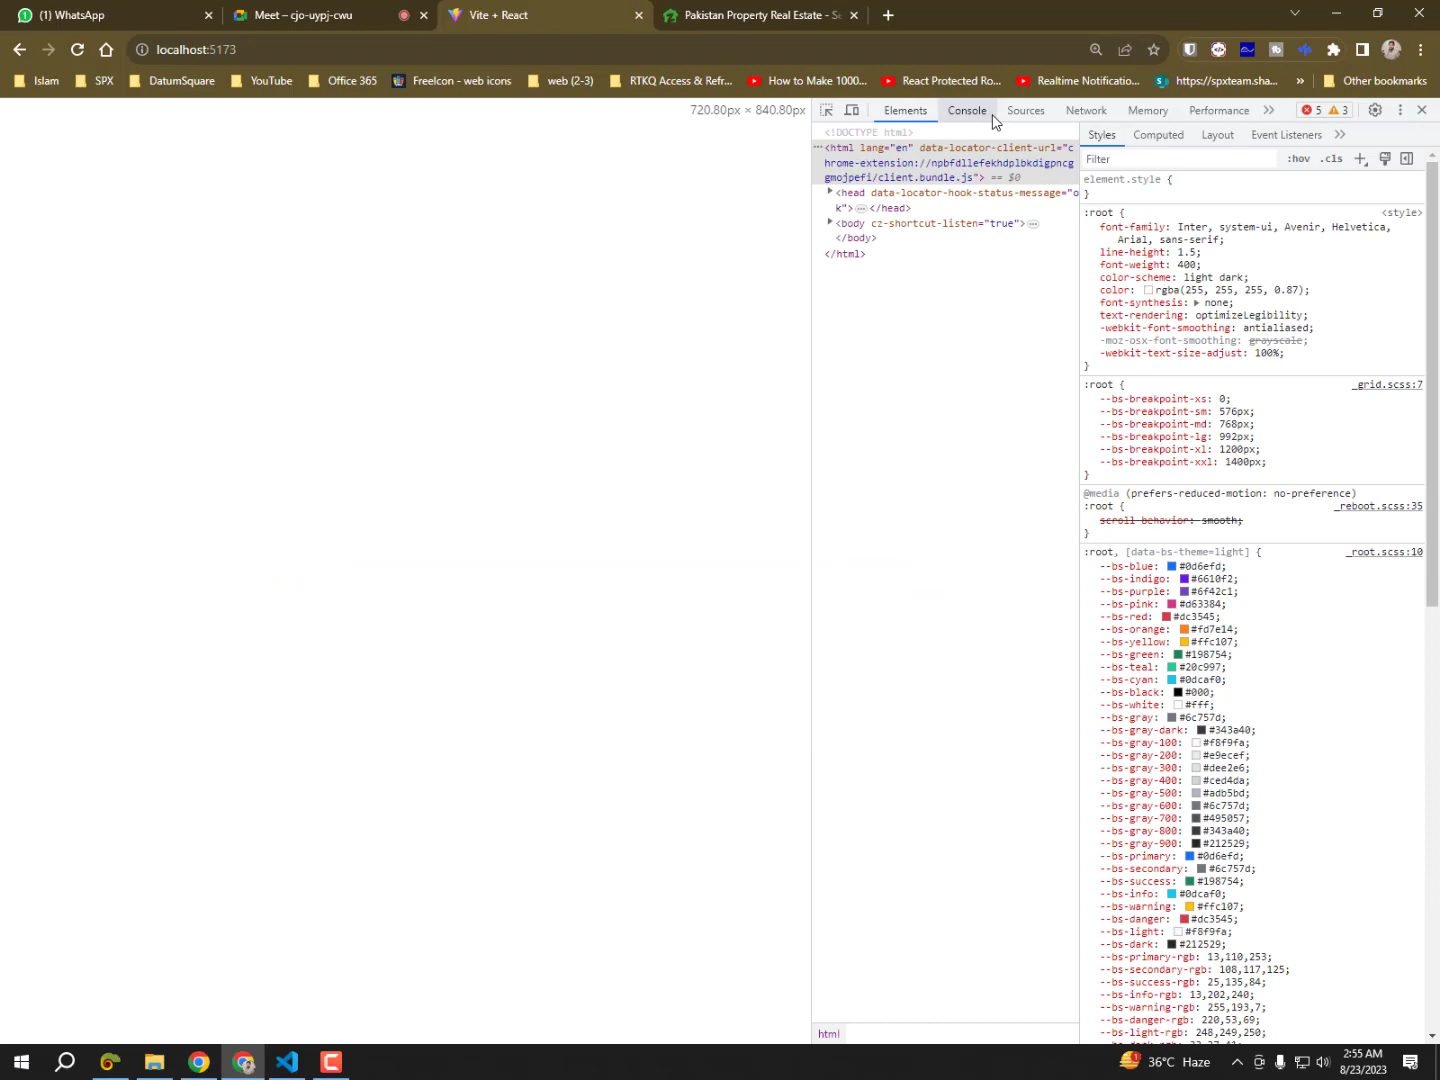 (1) WhatsApp
Meet – cjo-uypj-cwu
Vite + React
Pakistan Property Real Estate - Sc
localhost:5173
Islam
SPX
DatumSquare
YouTube
Office 365
FreeIcon - web icons
web (2-3)
RTKQ Access & Refr...
How to Make 1000...
React Protected Ro...
Realtime Notificatio...
https://spxteam.sha...
»
Other bookmarks
720.80px × 840.80px
Elements
Console
Sources
Network
Memory
Performance
»
5
3
<!DOCTYPE html>
<html lang="en" data-locator-client-url="c
hrome-extension://npbfdllefekhdplbkdigpncg
gmojpefi/client.bundle.js"> == $0
<head data-locator-hook-status-message="o
k"> </head>
<body cz-shortcut-listen="true">
</body>
</html>
html
Styles
Computed
Layout
Event Listeners
»
Filter
:hov
.cls
element.style {
}
:root {
<style>
font-family: Inter, system-ui, Avenir, Helvetica,
Arial, sans-serif;
line-height: 1.5;
font-weight: 400;
color-scheme: light dark;
color: rgba(255, 255, 255, 0.87);
font-synthesis: none;
text-rendering: optimizeLegibility;
-webkit-font-smoothing: antialiased;
-moz-osx-font-smoothing: grayscale;
-webkit-text-size-adjust: 100%;
}
:root {
_grid.scss:7
--bs-breakpoint-xs: 0;
--bs-breakpoint-sm: 576px;
--bs-breakpoint-md: 768px;
--bs-breakpoint-lg: 992px;
--bs-breakpoint-xl: 1200px;
--bs-breakpoint-xxl: 1400px;
}
@media (prefers-reduced-motion: no-preference)
:root {
_reboot.scss:35
scroll-behavior: smooth;
}
:root, [data-bs-theme=light] {
_root.scss:10
--bs-blue: #0d6efd;
--bs-indigo: #6610f2;
--bs-purple: #6f42c1;
--bs-pink: #d63384;
--bs-red: #dc3545;
--bs-orange: #fd7e14;
--bs-yellow: #ffc107;
--bs-green: #198754;
--bs-teal: #20c997;
--bs-cyan: #0dcaf0;
--bs-black: #000;
--bs-white: #fff;
--bs-gray: #6c757d;
--bs-gray-dark: #343a40;
--bs-gray-100: #f8f9fa;
--bs-gray-200: #e9ecef;
--bs-gray-300: #dee2e6;
--bs-gray-400: #ced4da;
--bs-gray-500: #adb5bd;
--bs-gray-600: #6c757d;
--bs-gray-700: #495057;
--bs-gray-800: #343a40;
--bs-gray-900: #212529;
--bs-primary: #0d6efd;
--bs-secondary: #6c757d;
--bs-success: #198754;
--bs-info: #0dcaf0;
--bs-warning: #ffc107;
--bs-danger: #dc3545;
--bs-light: #f8f9fa;
--bs-dark: #212529;
--bs-primary-rgb: 13,110,253;
--bs-secondary-rgb: 108,117,125;
--bs-success-rgb: 25,135,84;
--bs-info-rgb: 13,202,240;
--bs-warning-rgb: 255,193,7;
--bs-danger-rgb: 220,53,69;
--bs-light-rgb: 248,249,250;
36°C Haze
2:55 AM
8/23/2023